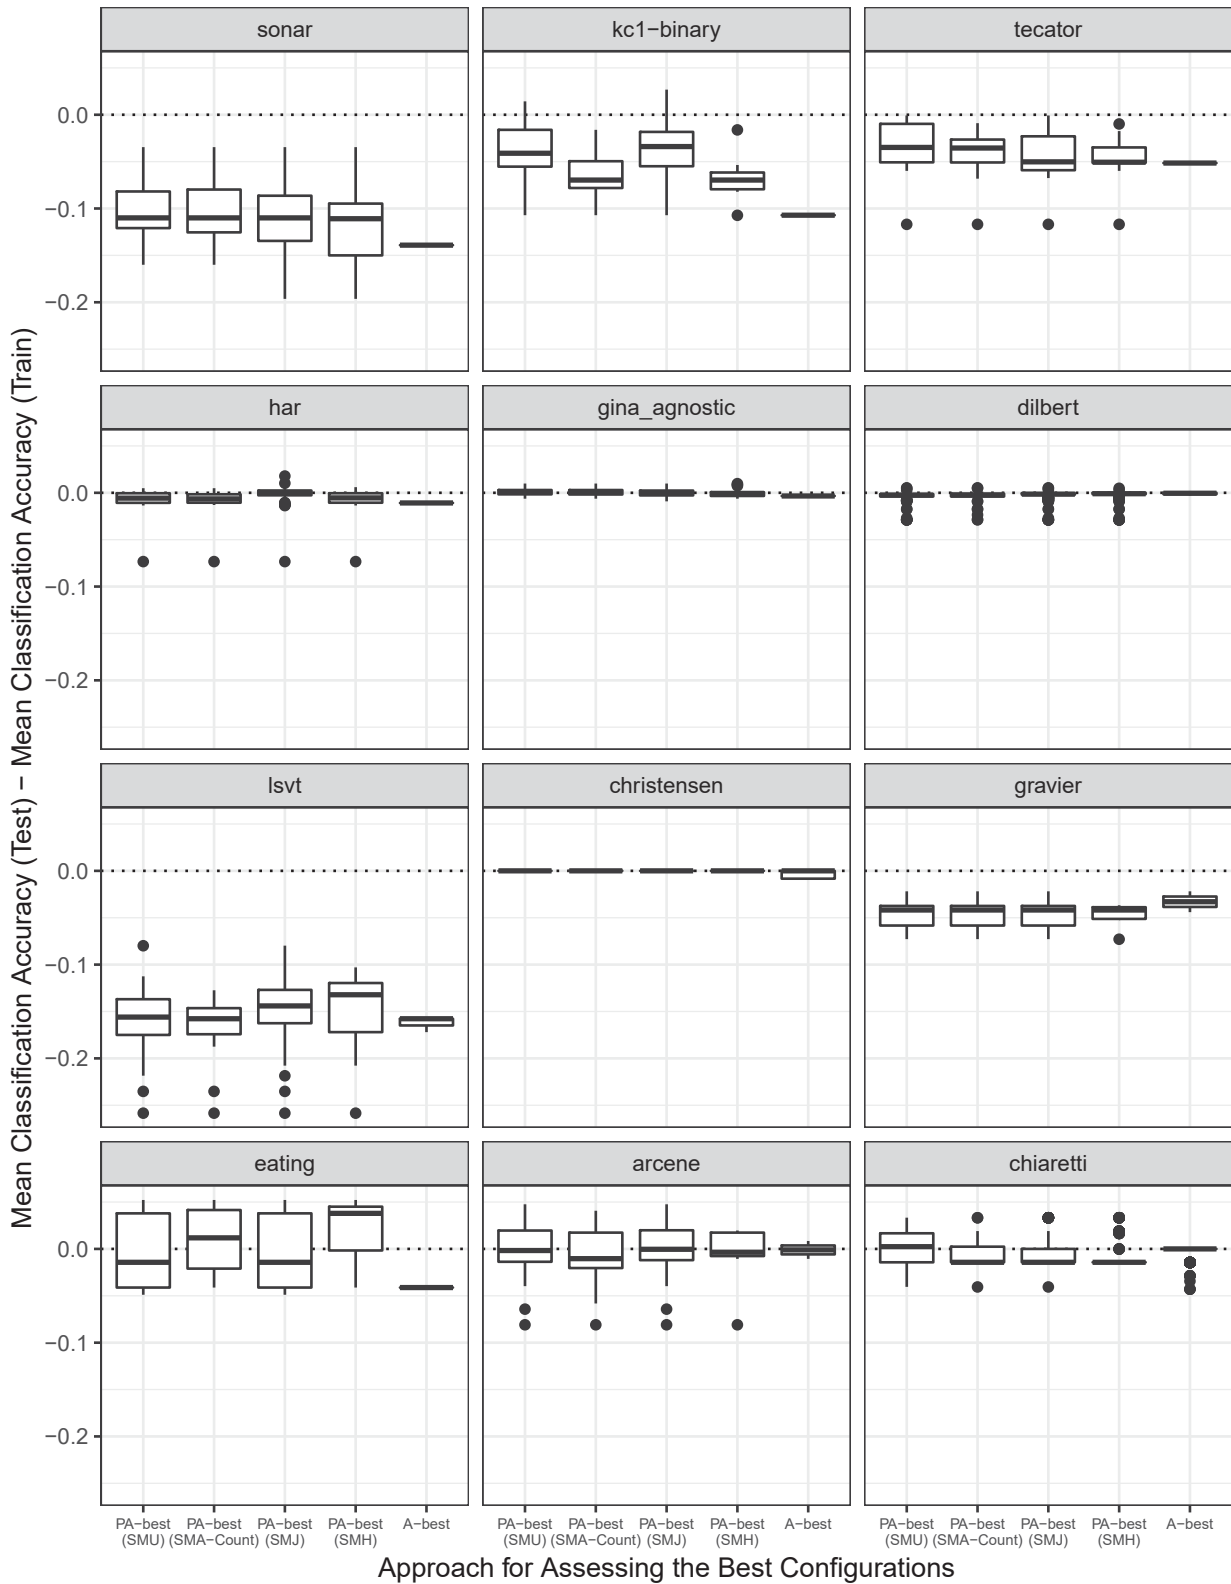 sonar
kc1−binary
tecator
0.0
−0.1
−0.2
har
gina_agnostic
dilbert
0.0
−0.1
−0.2
lsvt
christensen
gravier
0.0
−0.1
−0.2
eating
arcene
chiaretti
0.0
−0.1
−0.2
Mean Classification Accuracy (Test) − Mean Classification Accuracy (Train)
PA−best (SMU)
PA−best (SMA−Count)
PA−best (SMJ)
PA−best (SMH)
A−best
PA−best (SMU)
PA−best (SMA−Count)
PA−best (SMJ)
PA−best (SMH)
A−best
PA−best (SMU)
PA−best (SMA−Count)
PA−best (SMJ)
PA−best (SMH)
A−best
Approach for Assessing the Best Configurations